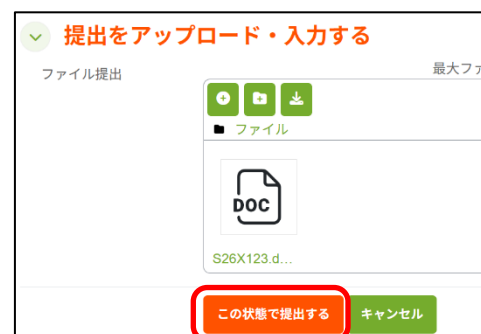 提出をアップロード・入力する
ファイル提出
最大ファ
ファイル
DOC
S26X123.d...
この状態で提出する
キャンセル